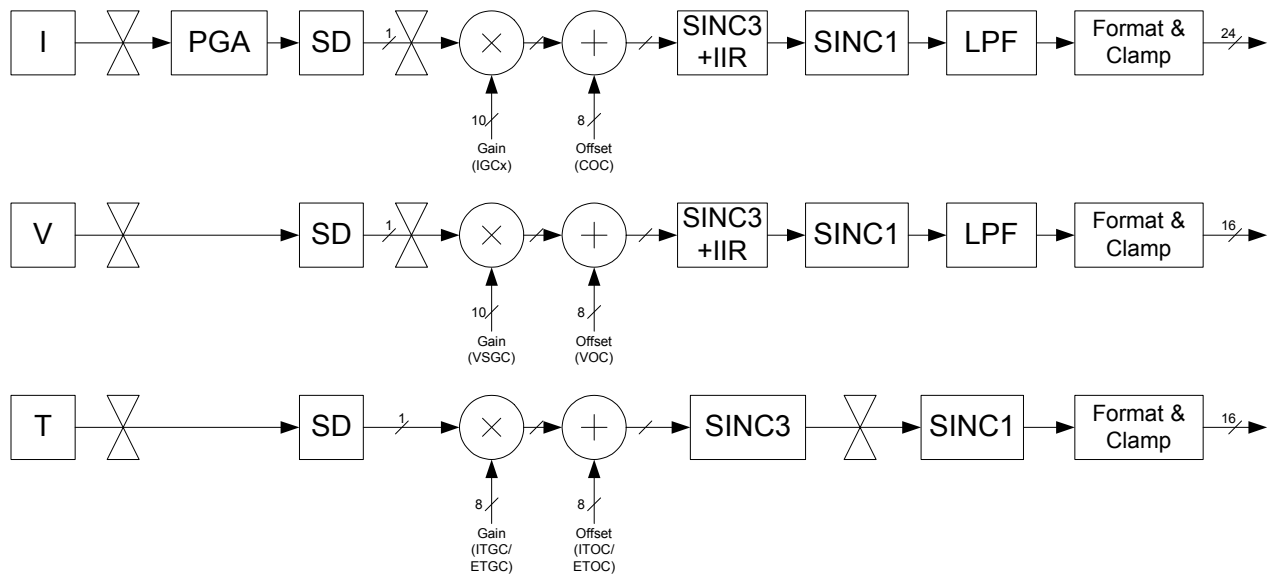 I
PGA
SD
1
SINC3
+IIR
SINC1
LPF
Format &
Clamp
24
10
Gain
(IGCx)
8
Offset
(COC)
V
SD
1
SINC3
+IIR
SINC1
LPF
Format &
Clamp
16
10
Gain
(VSGC)
8
Offset
(VOC)
T
SD
1
SINC3
SINC1
Format &
Clamp
16
8
Gain
(ITGC/
ETGC)
8
Offset
(ITOC/
ETOC)